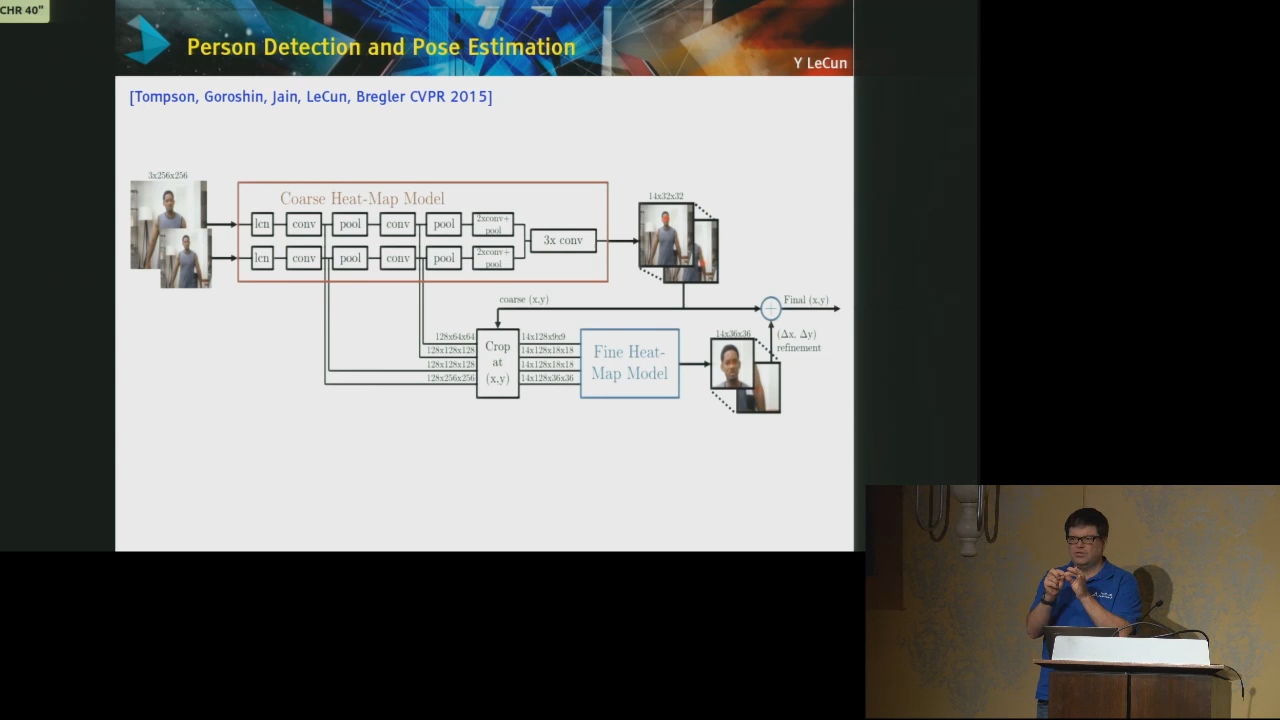 CHR 40"
Person Detection and Pose Estimation
Y LeCun
[Tompson, Goroshin, Jain, LeCun, Bregler CVPR 2015]
3x256x256
Coarse Heat-Map Model
14x32x32
lcn conv pool conv pool 2xconv+
pool
3x conv
lcn conv pool conv pool 2xconv+
pool
coarse (x,y)
Final (x,y)
+
128x64x64
128x128x128
128x128x128
128x256x256
Crop
at
(x,y)
14x128x9x9
14x128x18x18
14x128x18x18
14x128x36x36
Fine Heat-
Map Model
14x36x36
(Δx, Δy)
refinement